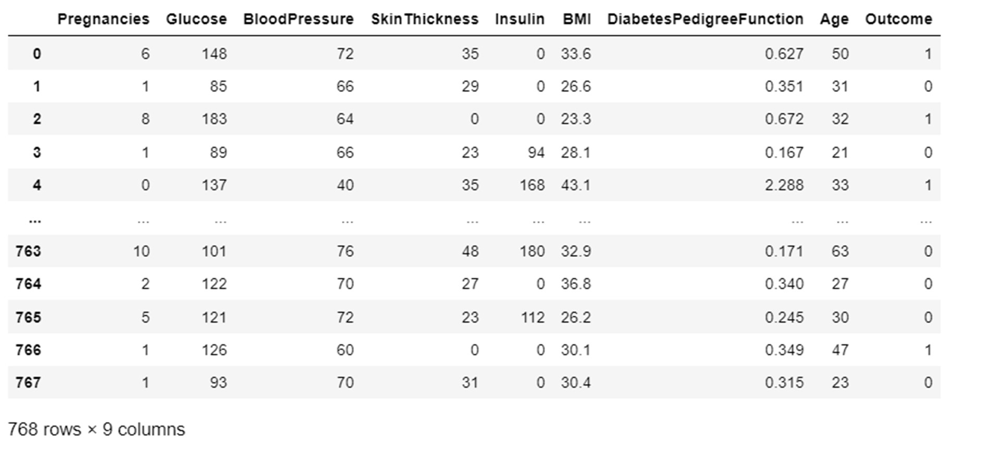 Pregnancies Glucose BloodPressure SkinThickness Insulin BMI DiabetesPedigreeFunction Age Outcome
0 6 148 72 35 0 33.6 0.627 50 1
1 1 85 66 29 0 26.6 0.351 31 0
2 8 183 64 0 0 23.3 0.672 32 1
3 1 89 66 23 94 28.1 0.167 21 0
4 0 137 40 35 168 43.1 2.288 33 1
... ... ... ... ... ... ... ... ... ...
763 10 101 76 48 180 32.9 0.171 63 0
764 2 122 70 27 0 36.8 0.340 27 0
765 5 121 72 23 112 26.2 0.245 30 0
766 1 126 60 0 0 30.1 0.349 47 1
767 1 93 70 31 0 30.4 0.315 23 0
768 rows × 9 columns